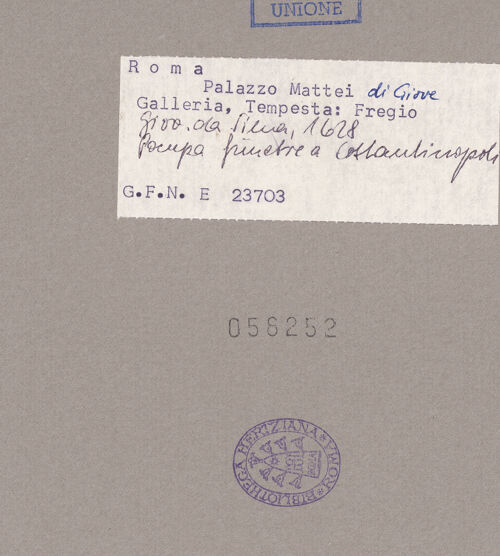 UNIONE
Roma
Palazzo Mattei di Giove
Galleria, Tempesta: Fregio
Giov. da Siena, 1628
Pompa funebre a Costantinopoli
G.F.N. E 23703
056252
BIBLIOTHECA HERTZIANA * ROMA *